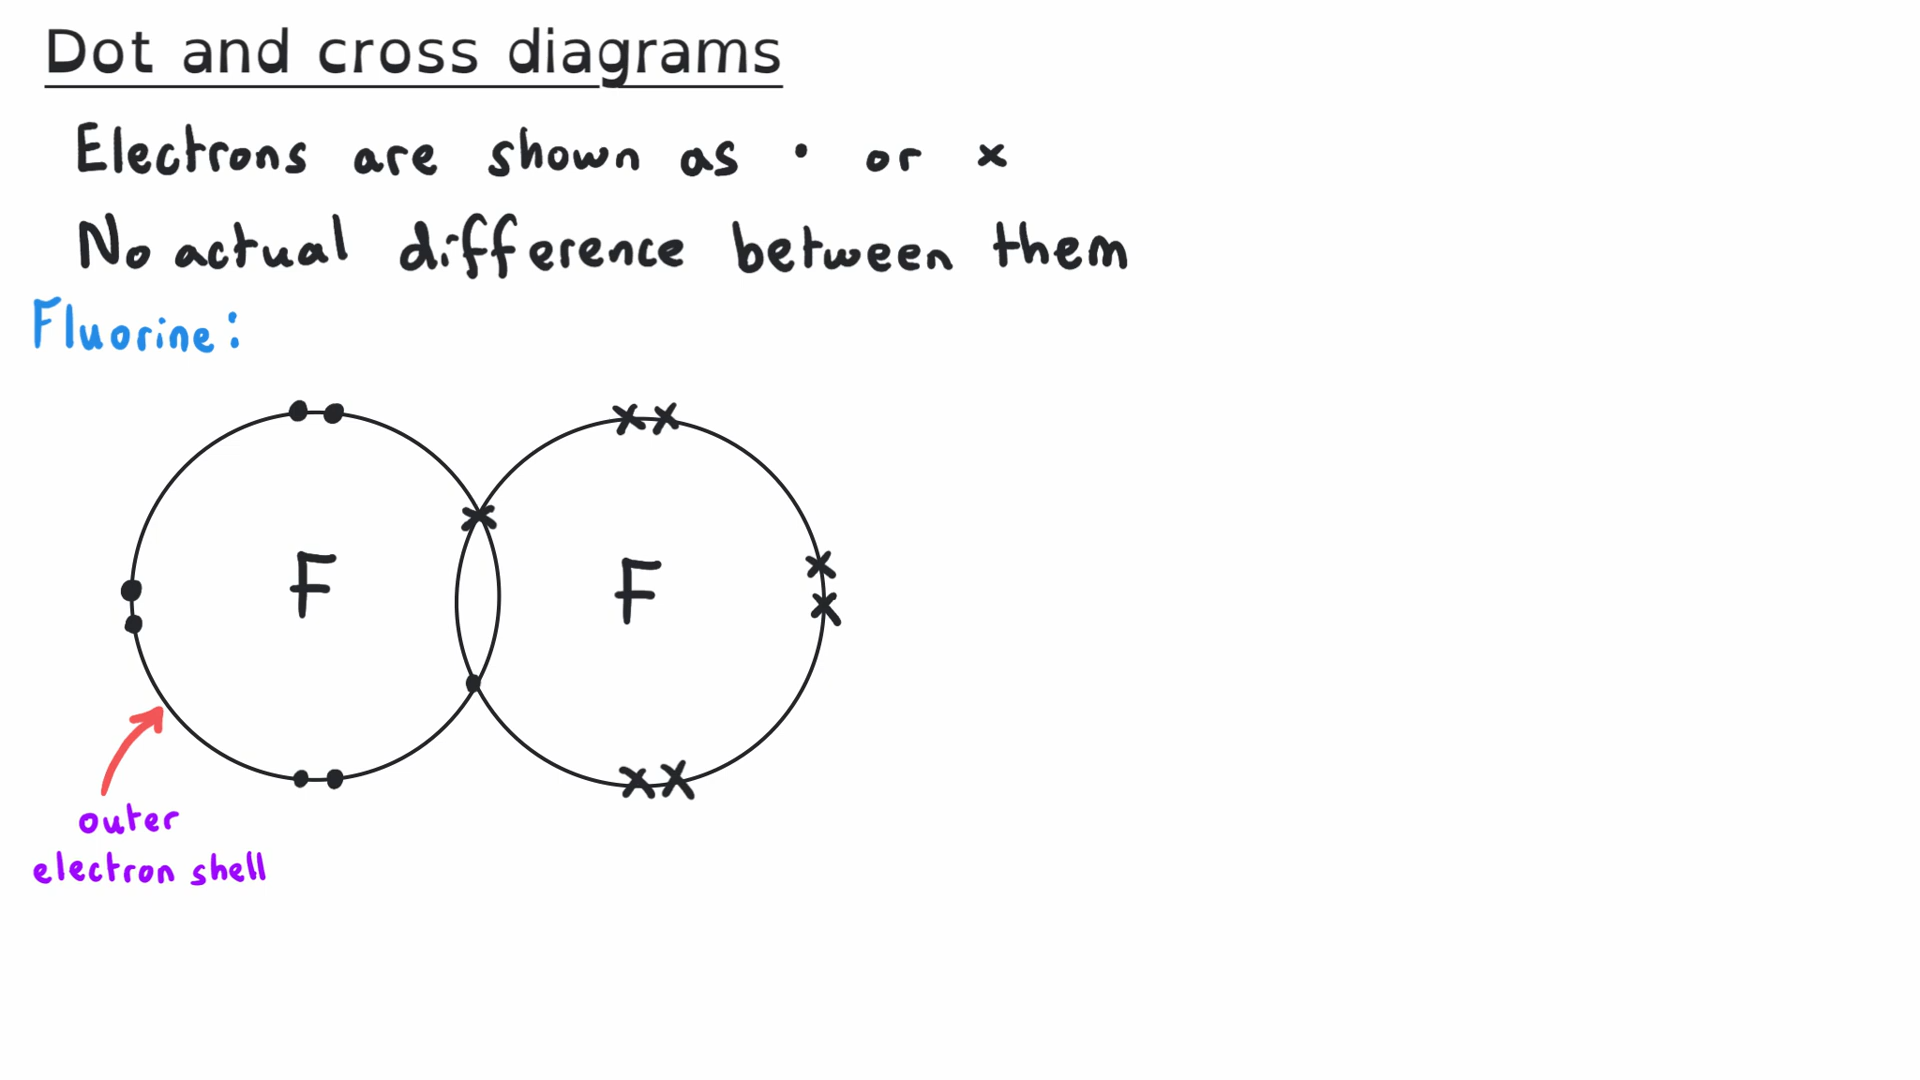 Dot and cross diagrams
Electrons are shown as • or ×
No actual difference between them
Fluorine:
F F
outer
electron shell